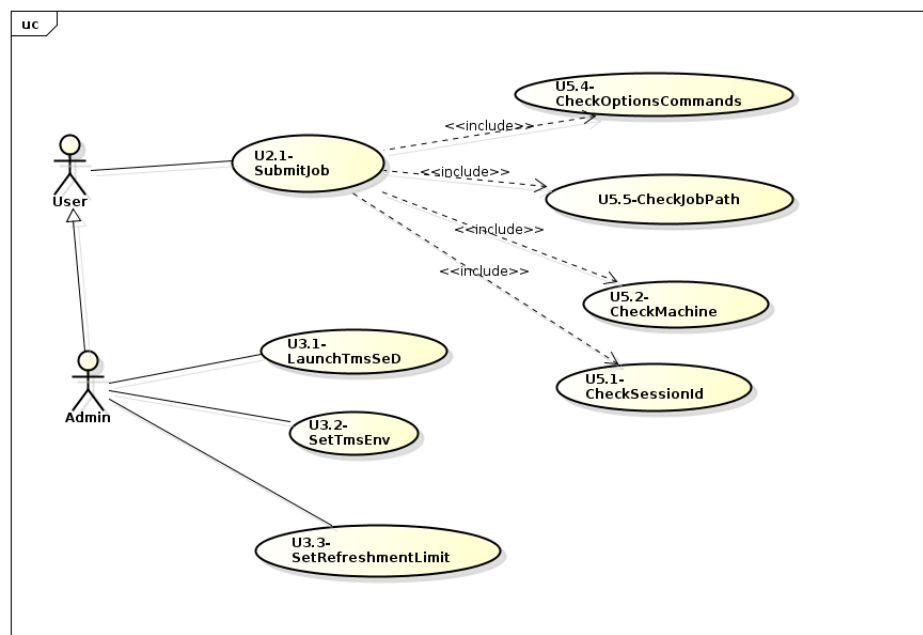 uc
U5.4-
CheckOptionsCommands
<<include>>
U2.1-
SubmitJob
<<include>>
U5.5-CheckJobPath
User
<<include>>
<<include>>
U5.2-
CheckMachine
U3.1-
LaunchTmsSeD
U5.1-
CheckSessionId
Admin
U3.2-
SetTmsEnv
U3.3-
SetRefreshmentLimit